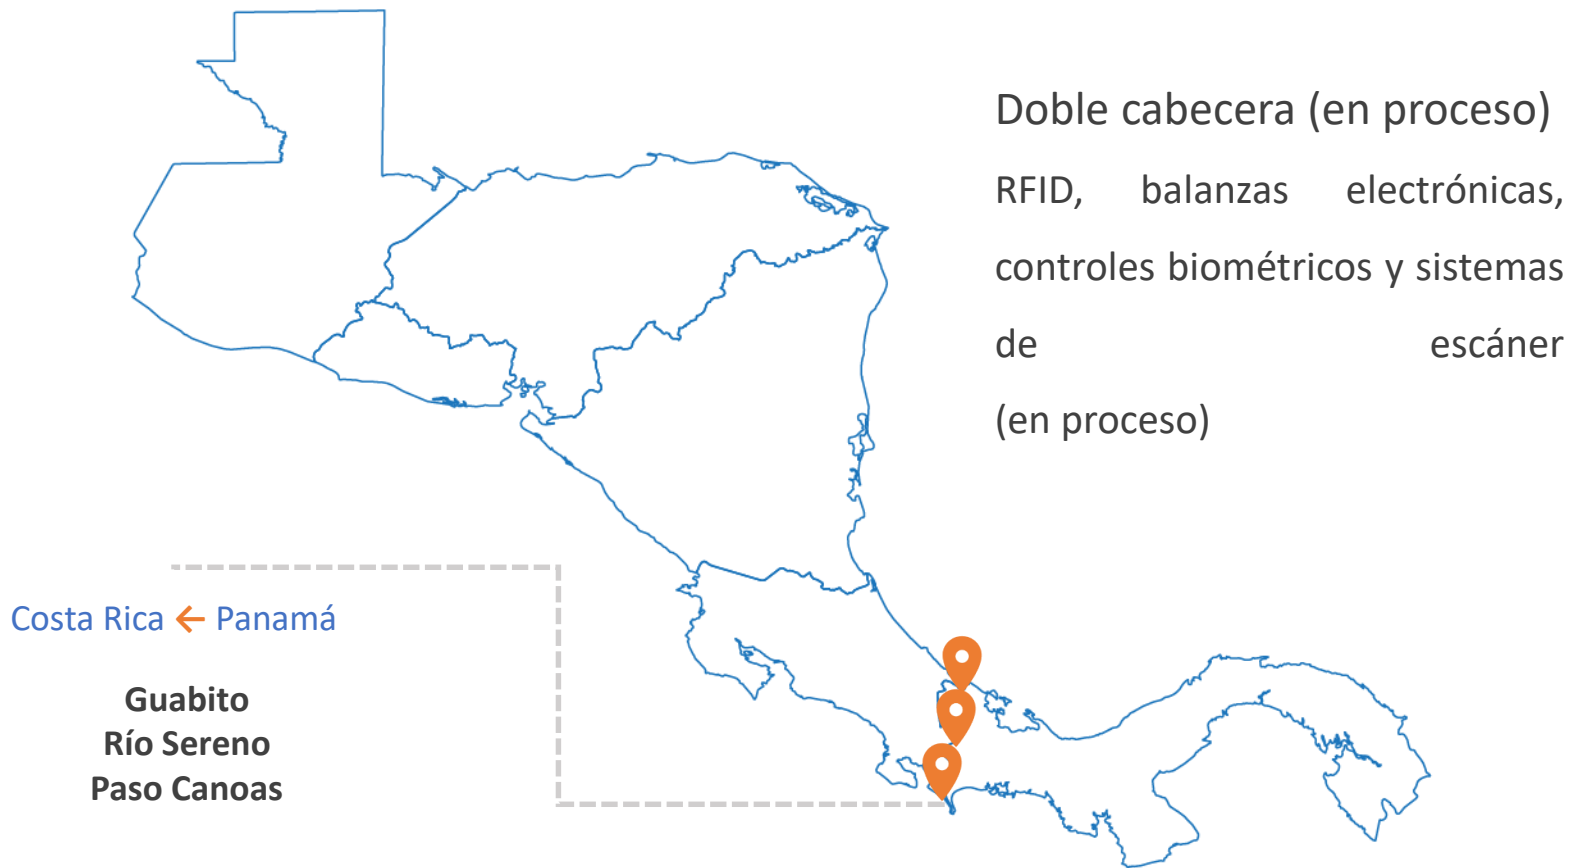 Doble cabecera (en proceso)
RFID, balanzas electrónicas,
controles biométricos y sistemas
de escáner
(en proceso)
Costa Rica ← Panamá
Guabito
Río Sereno
Paso Canoas